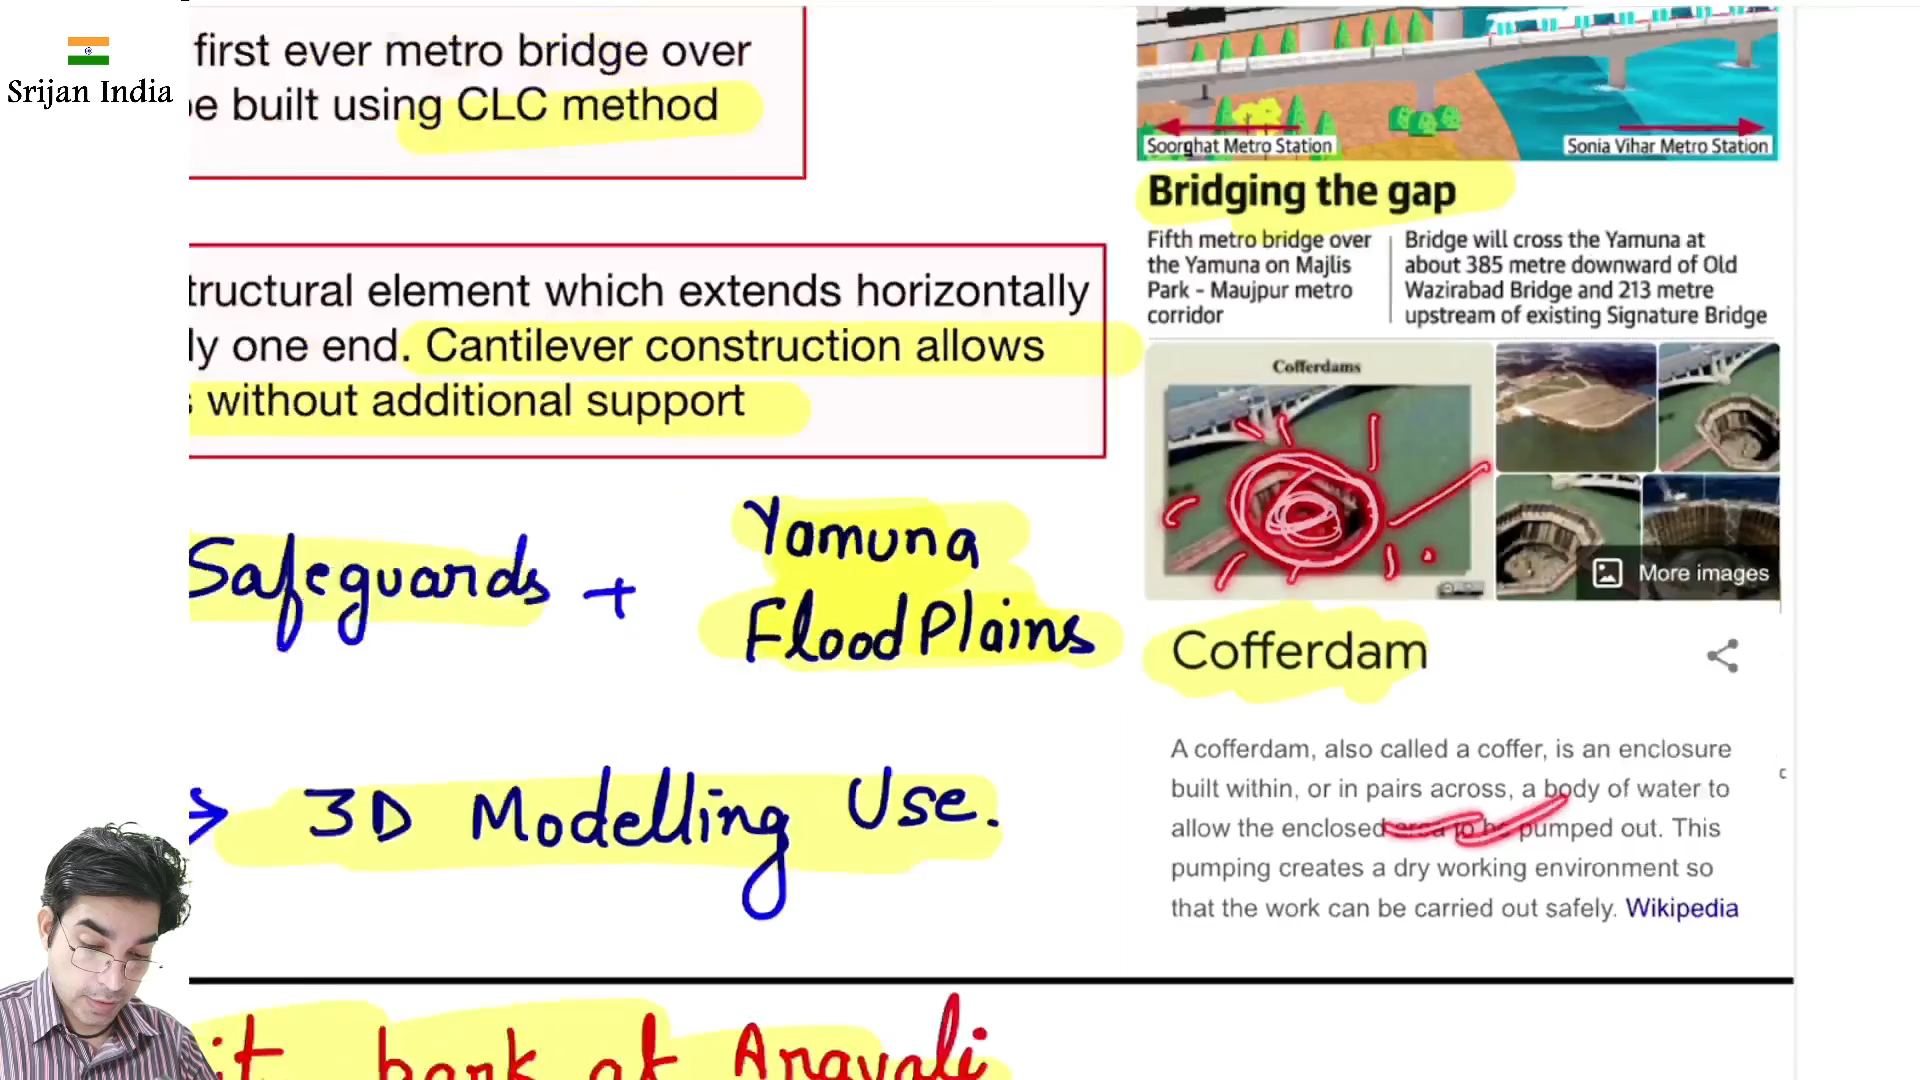 Srijan India
first ever metro bridge over
be built using CLC method
tructural element which extends horizontally
ly one end. Cantilever construction allows
s without additional support
Safeguards + Yamuna
Flood Plains
3D Modelling Use.
it bark at Aravali
Soorghat Metro Station
Sonia Vihar Metro Station
Bridging the gap
Fifth metro bridge over
the Yamuna on Majlis
Park - Maujpur metro
corridor
Bridge will cross the Yamuna at
about 385 metre downward of Old
Wazirabad Bridge and 213 metre
upstream of existing Signature Bridge
Cofferdams
More images
Cofferdam
A cofferdam, also called a coffer, is an enclosure
built within, or in pairs across, a body of water to
allow the enclosed area to be pumped out. This
pumping creates a dry working environment so
that the work can be carried out safely. Wikipedia